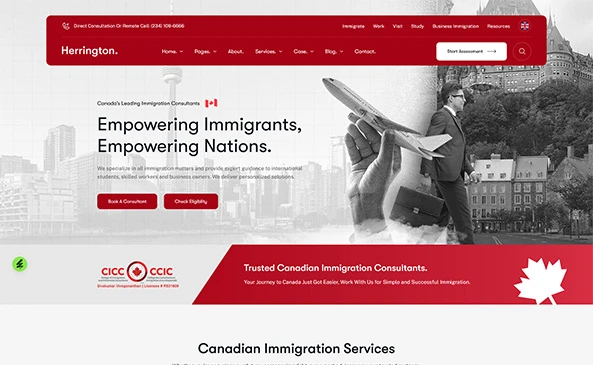 Direct Consultation Or Remote Call: (234) 109-6666
Immigrate Work Visit Study Business Immigration Resources
Herrington.
Home. Pages. About. Services. Case. Blog. Contact.
Start Assessment
Canada's Leading Immigration Consultants
Empowering Immigrants,
Empowering Nations.
We specialize in all immigration matters and provide expert guidance to international
students, skilled workers and business owners. We deliver personalized solutions.
Book A Consultant
Check Eligibility
CICC CCIC
Trusted Canadian Immigration Consultants.
Your Journey to Canada Just Got Easier, Work With Us for Simple and Successful Immigration.
Canadian Immigration Services